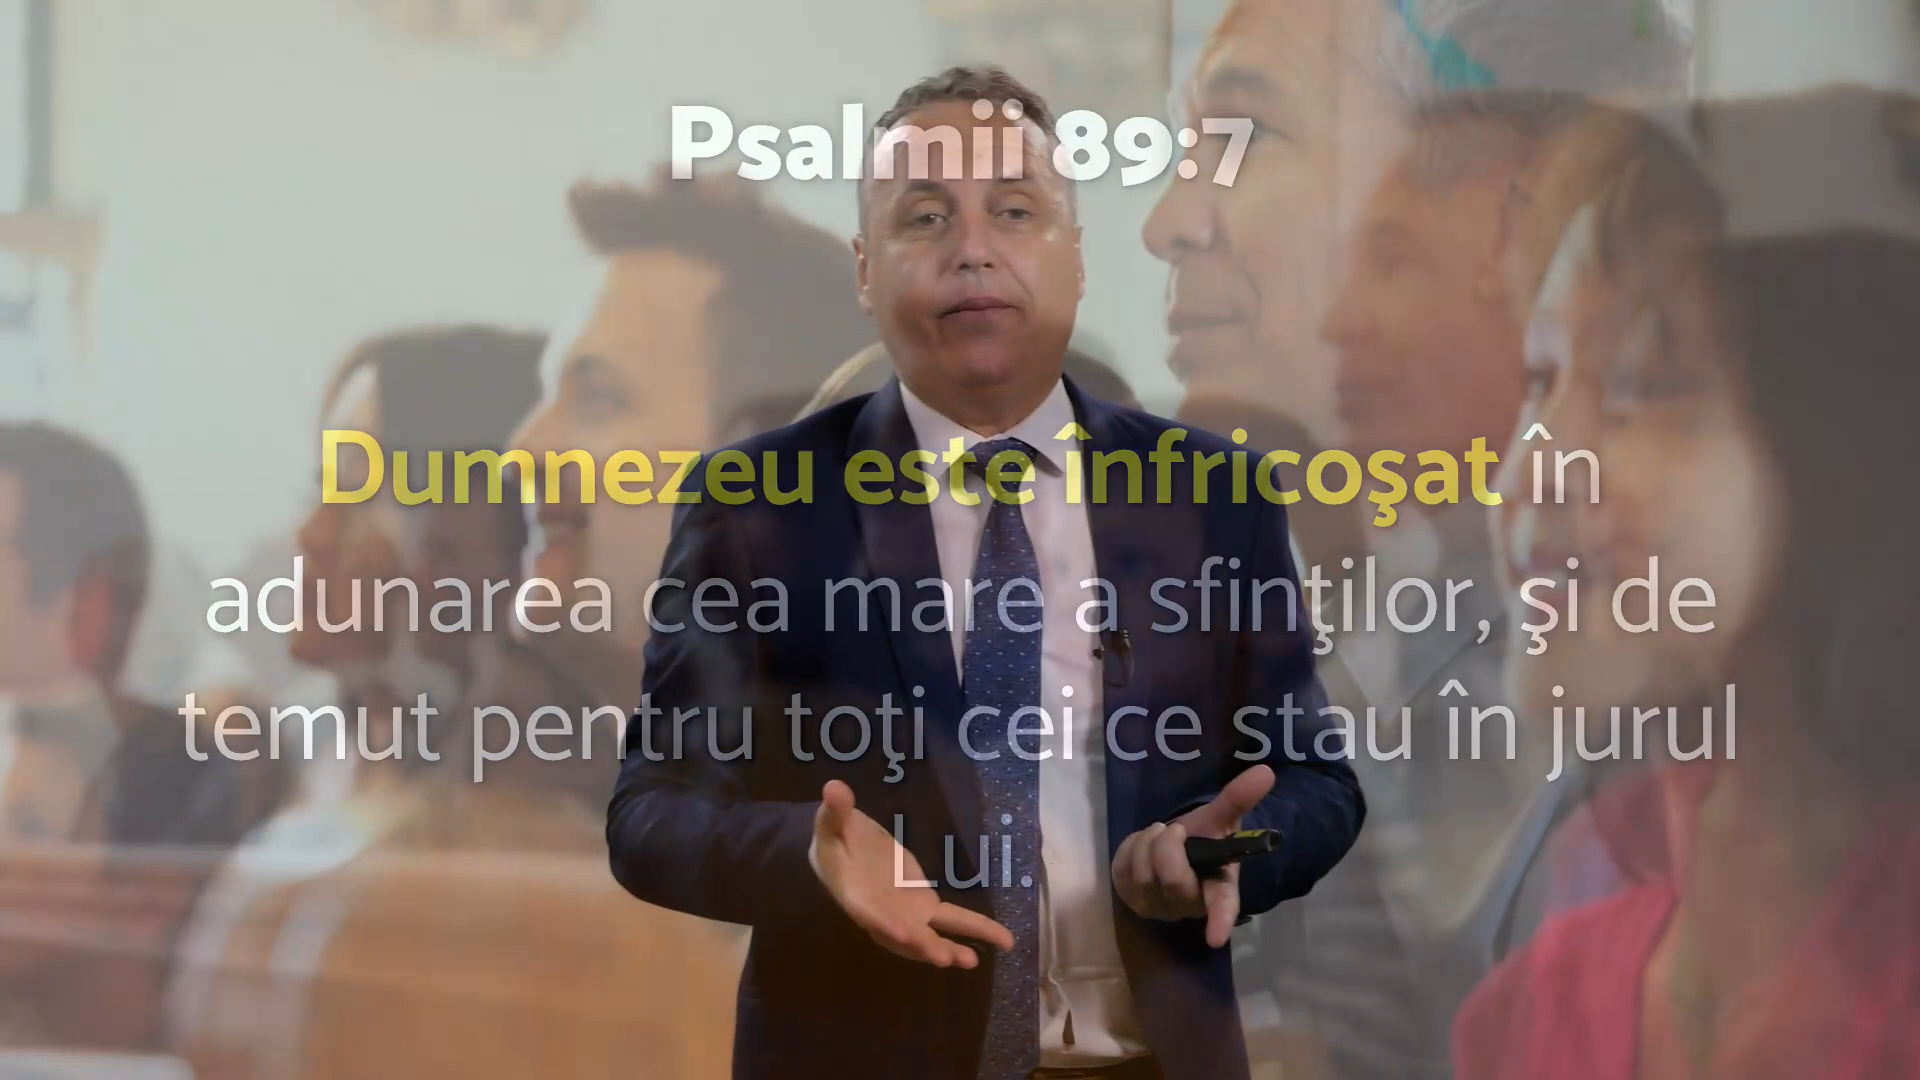 Psalmii 89:7
Dumnezeu este înfricoşat în
adunarea cea mare a sfinţilor, şi de
temut pentru toţi cei ce stau în jurul
Lui.